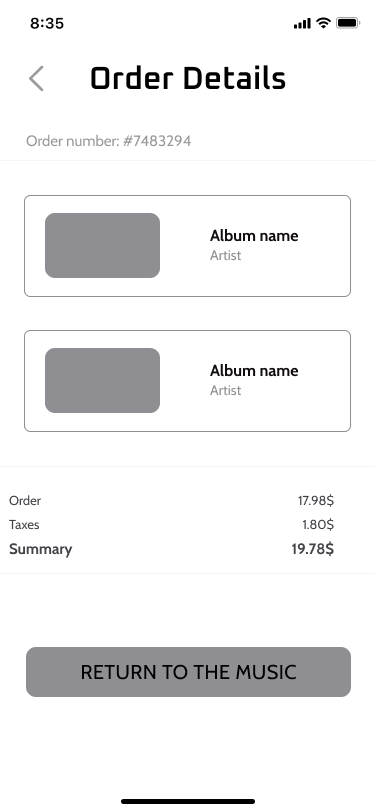 8:35
Order Details
Order number: #7483294
Album name
Artist
Album name
Artist
Order 17.98$
Taxes 1.80$
Summary 19.78$
RETURN TO THE MUSIC